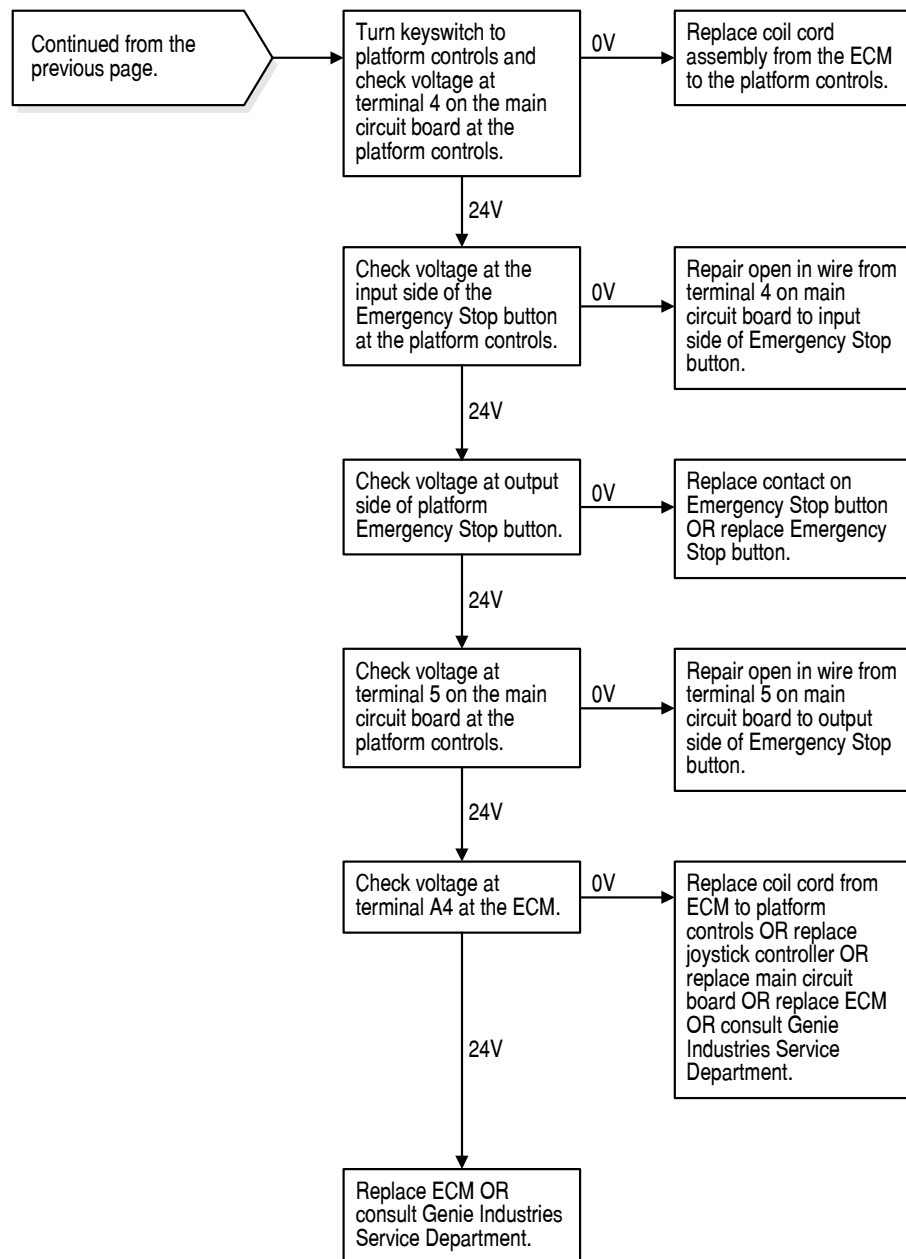 Continued from the
previous page.
Turn keyswitch to
platform controls and
check voltage at
terminal 4 on the main
circuit board at the
platform controls.
0V
Replace coil cord
assembly from the ECM
to the platform controls.
24V
Check voltage at the
input side of the
Emergency Stop button
at the platform controls.
0V
Repair open in wire from
terminal 4 on main
circuit board to input
side of Emergency Stop
button.
24V
Check voltage at output
side of platform
Emergency Stop button.
0V
Replace contact on
Emergency Stop button
OR replace Emergency
Stop button.
24V
Check voltage at
terminal 5 on the main
circuit board at the
platform controls.
0V
Repair open in wire from
terminal 5 on main
circuit board to output
side of Emergency Stop
button.
24V
Check voltage at
terminal A4 at the ECM.
0V
Replace coil cord from
ECM to platform
controls OR replace
joystick controller OR
replace main circuit
board OR replace ECM
OR consult Genie
Industries Service
Department.
24V
Replace ECM OR
consult Genie Industries
Service Department.